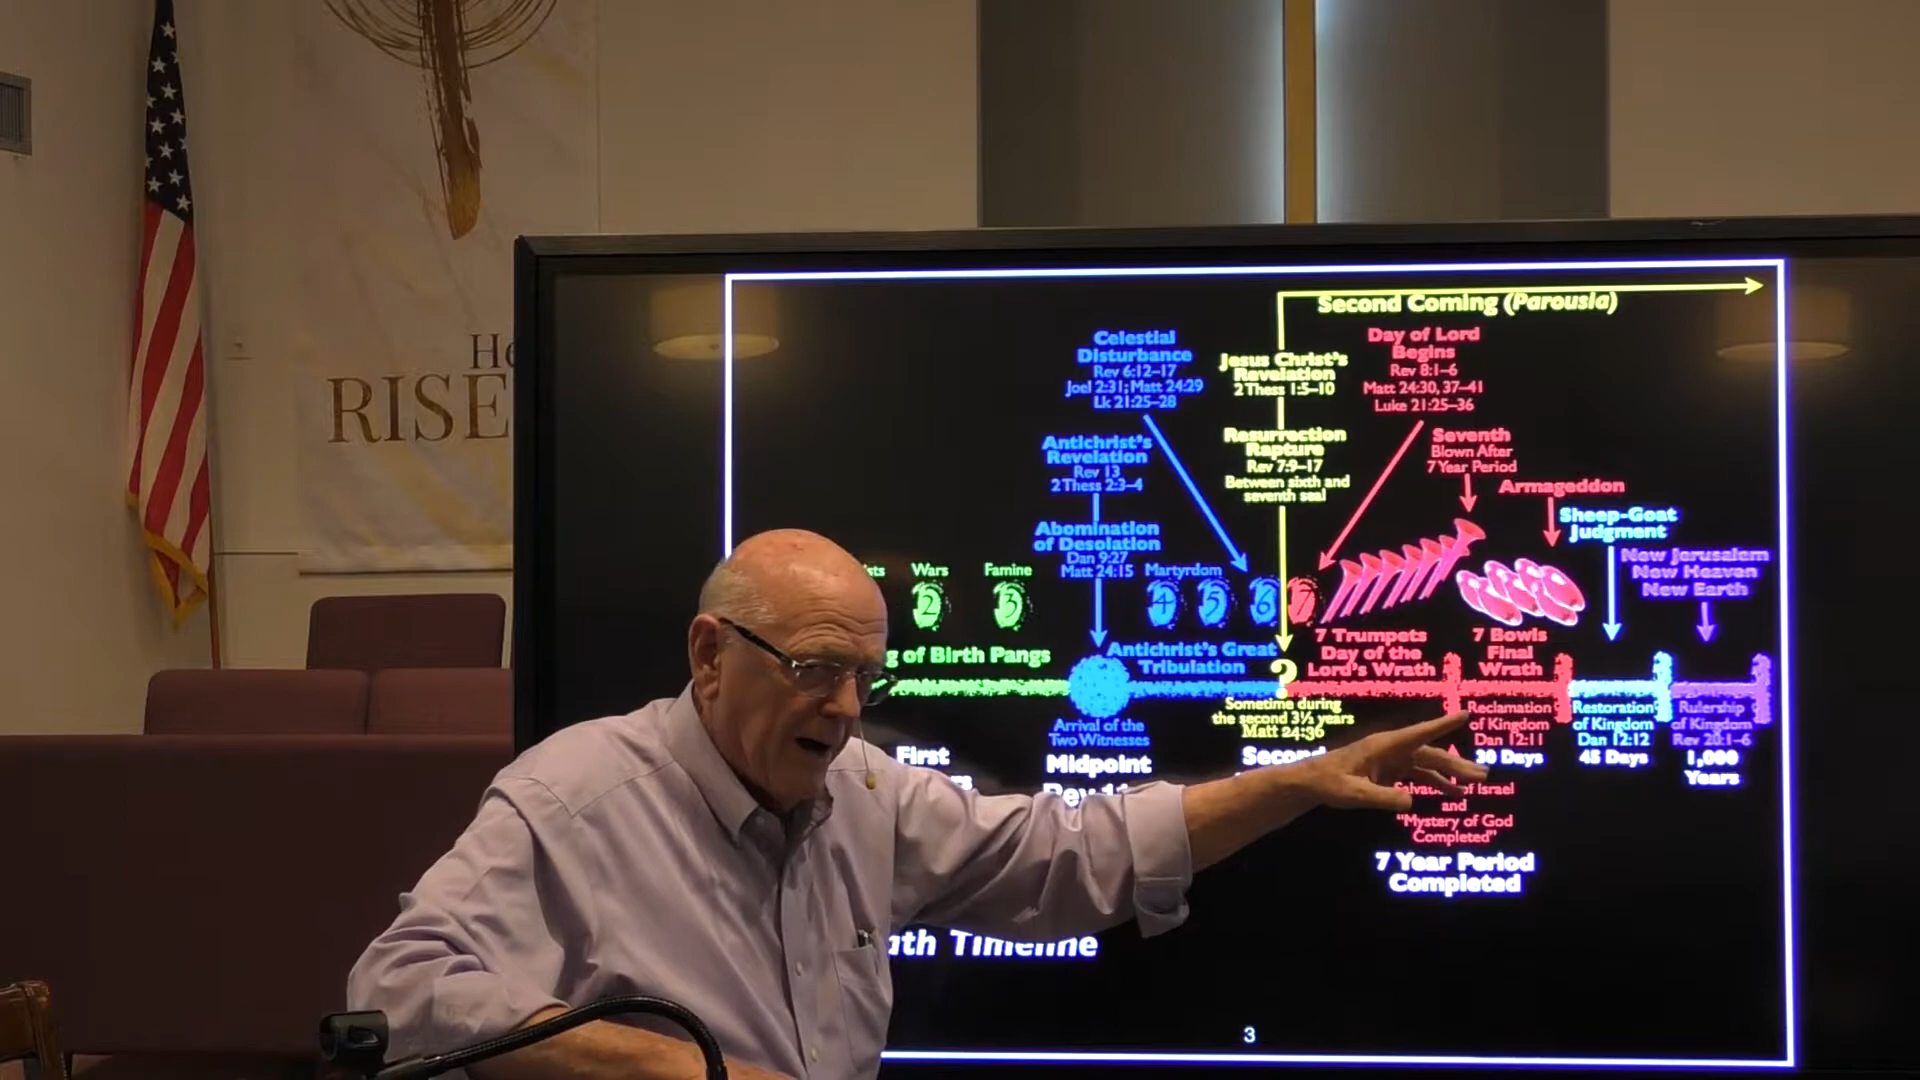 RISE
Second Coming (Parousia)
Celestial
Disturbance
Rev 6:12–17
Joel 2:31; Matt 24:29
Lk 21:25–28
Jesus Christ's
Revelation
2 Thess 1:5–10
Day of Lord
Begins
Rev 8:1–6
Matt 24:30, 37–41
Luke 21:25–36
Antichrist's
Revelation
Rev 13
2 Thess 2:3–4
Resurrection
Rapture
Rev 7:9–17
Between sixth and
seventh seal
Seventh
Blown After
7 Year Period
Armageddon
Sheep-Goat
Judgment
New Jerusalem
New Heaven
New Earth
Abomination
of Desolation
Dan 9:27
Matt 24:15
Wars
Famine
Martyrdom
2 3 4 5 6 7
of Birth Pangs
Antichrist's Great
Tribulation
?
7 Trumpets
Day of the
Lord's Wrath
7 Bowls
Final
Wrath
Arrival of the
Two Witnesses
Sometime during
the second 3½ years
Matt 24:36
Reclamation
of Kingdom
Dan 12:11
30 Days
Restoration
of Kingdom
Dan 12:12
45 Days
Rulership
of Kingdom
Rev 20:1–6
1,000
Years
First
Midpoint
Rev 11
Second
of Israel
and
"Mystery of God
Completed"
7 Year Period
Completed
Timeline
3